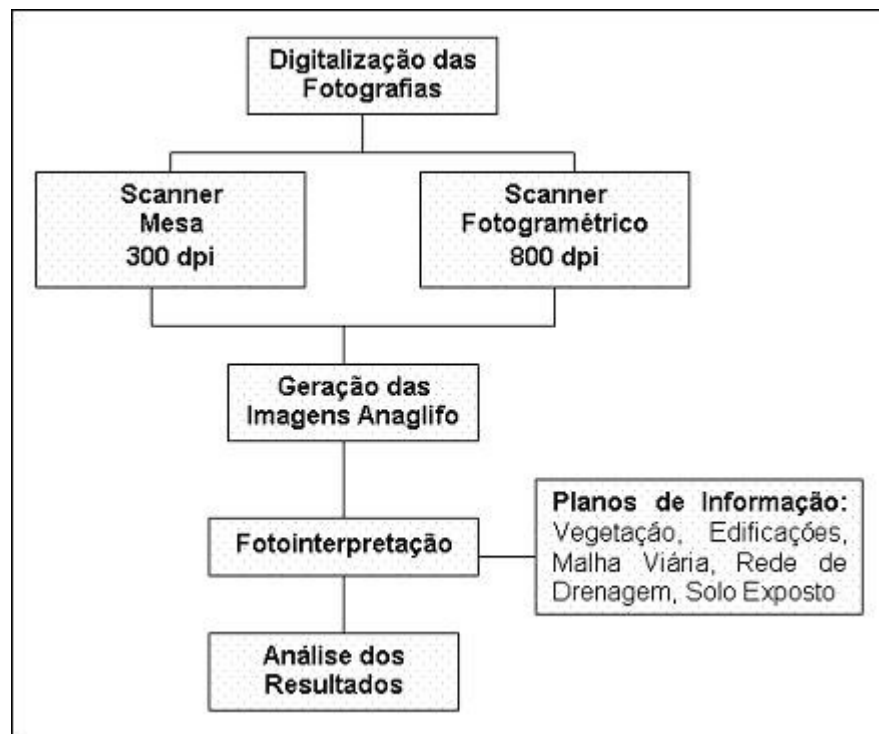 Digitalização das
Fotografias
Scanner
Mesa
300 dpi
Scanner
Fotogramétrico
800 dpi
Geração das
Imagens Anaglifo
Fotointerpretação
Planos de Informação:
Vegetação, Edificações,
Malha Viária, Rede de
Drenagem, Solo Exposto
Análise dos
Resultados